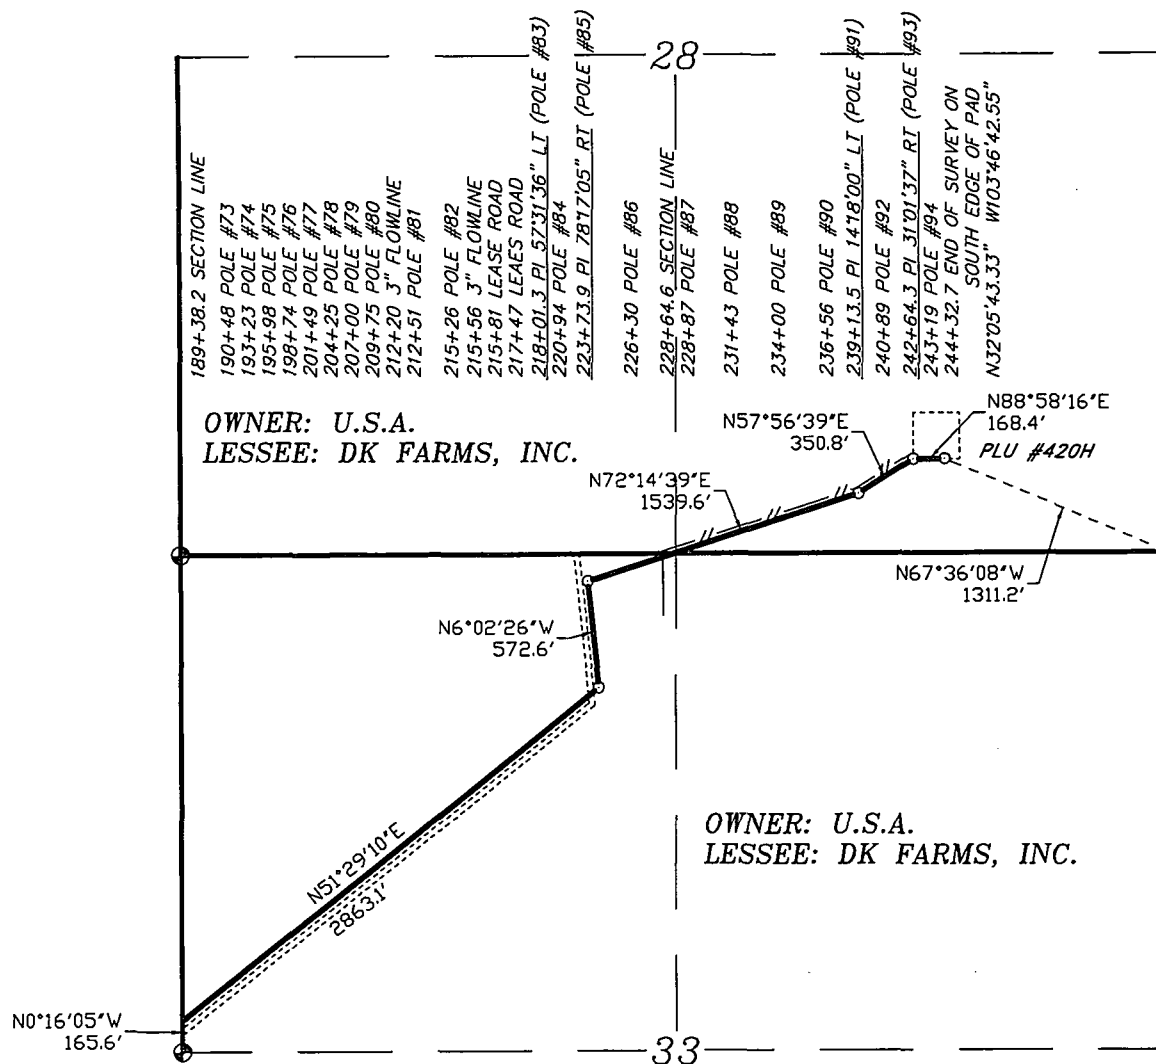 28
189+38.2 SECTION LINE
190+48 POLE #73
193+23 POLE #74
195+98 POLE #75
198+74 POLE #76
201+49 POLE #77
204+25 POLE #78
207+00 POLE #79
209+75 POLE #80
212+20 3" FLOWLINE
212+51 POLE #81
215+26 POLE #82
215+56 3" FLOWLINE
215+81 LEASE ROAD
217+47 LEAES ROAD
218+01.3 PI 57°31'36" LT (POLE #83)
220+94 POLE #84
223+73.9 PI 78°17'05" RT (POLE #85)
226+30 POLE #86
228+64.6 SECTION LINE
228+87 POLE #87
231+43 POLE #88
234+00 POLE #89
236+56 POLE #90
239+13.5 PI 14°18'00" LT (POLE #91)
240+89 POLE #92
242+64.3 PI 31°01'37" RT (POLE #93)
243+19 POLE #94
244+32.7 END OF SURVEY ON
SOUTH EDGE OF PAD
N32°05'43.33" W103°46'42.55"
OWNER: U.S.A.
LESSEE: DK FARMS, INC.
N88°58'16"E
168.4'
PLU #420H
N57°56'39"E
350.8'
N72°14'39"E
1539.6'
N67°36'08"W
1311.2'
N6°02'26"W
572.6'
OWNER: U.S.A.
LESSEE: DK FARMS, INC.
N51°29'10"E
2863.1'
N0°16'05"W
165.6'
33